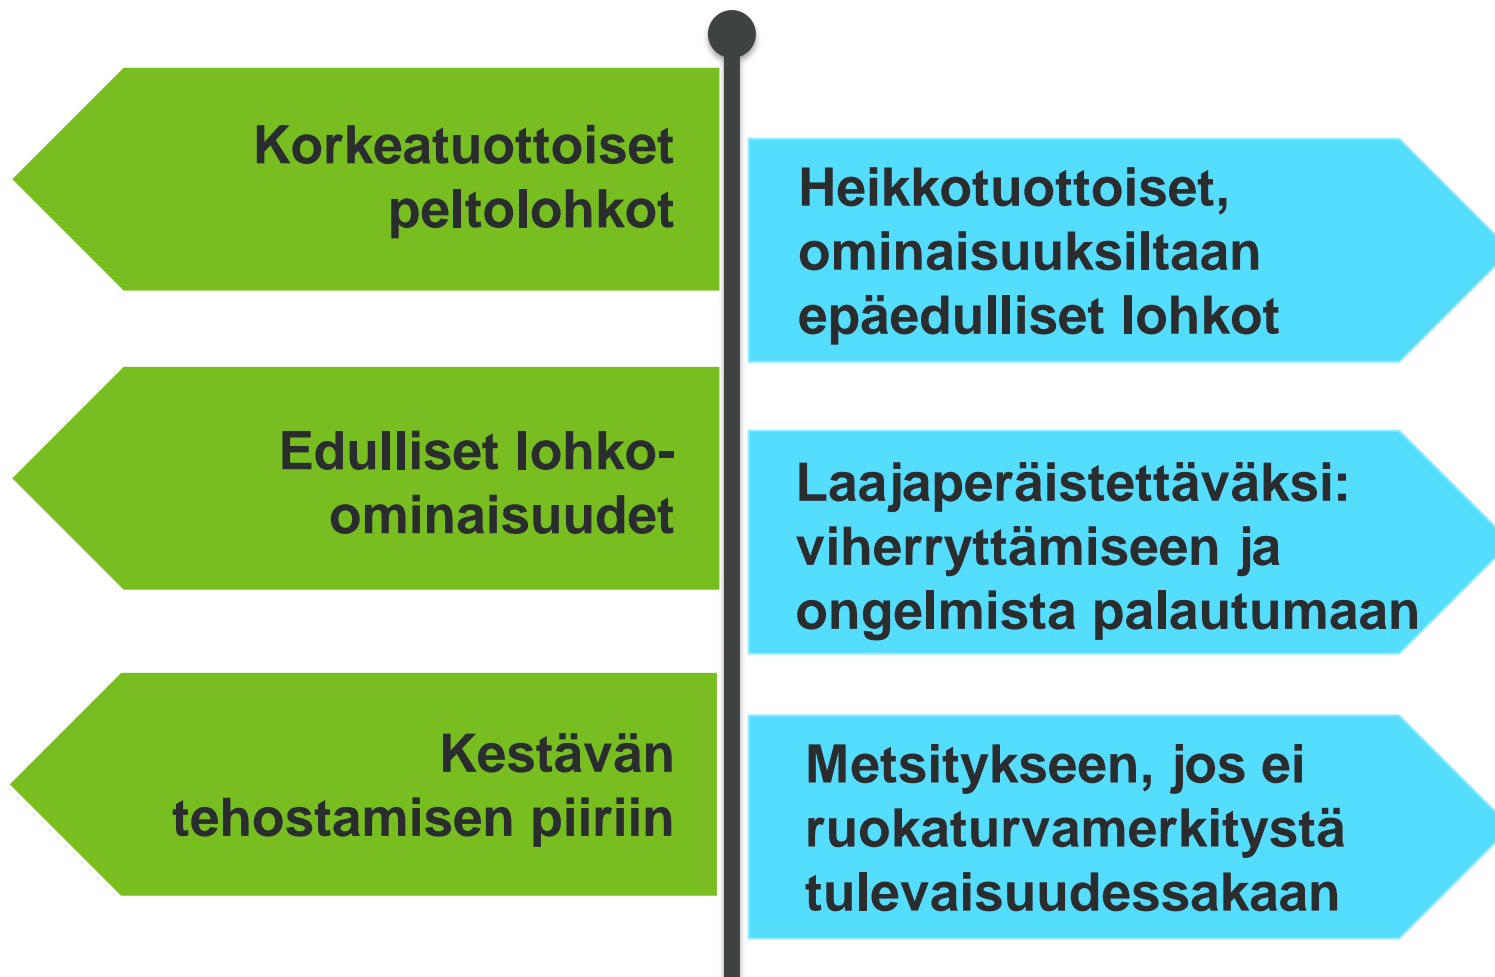 Korkeatuottoiset
peltolohkot
Edulliset lohko-
ominaisuudet
Kestävän
tehostamisen piiriin
Heikkotuottoiset,
ominaisuuksiltaan
epäedulliset lohkot
Laajaperäistettäväksi:
viherryttämiseen ja
ongelmista palautumaan
Metsitykseen, jos ei
ruokaturvamerkitystä
tulevaisuudessakaan